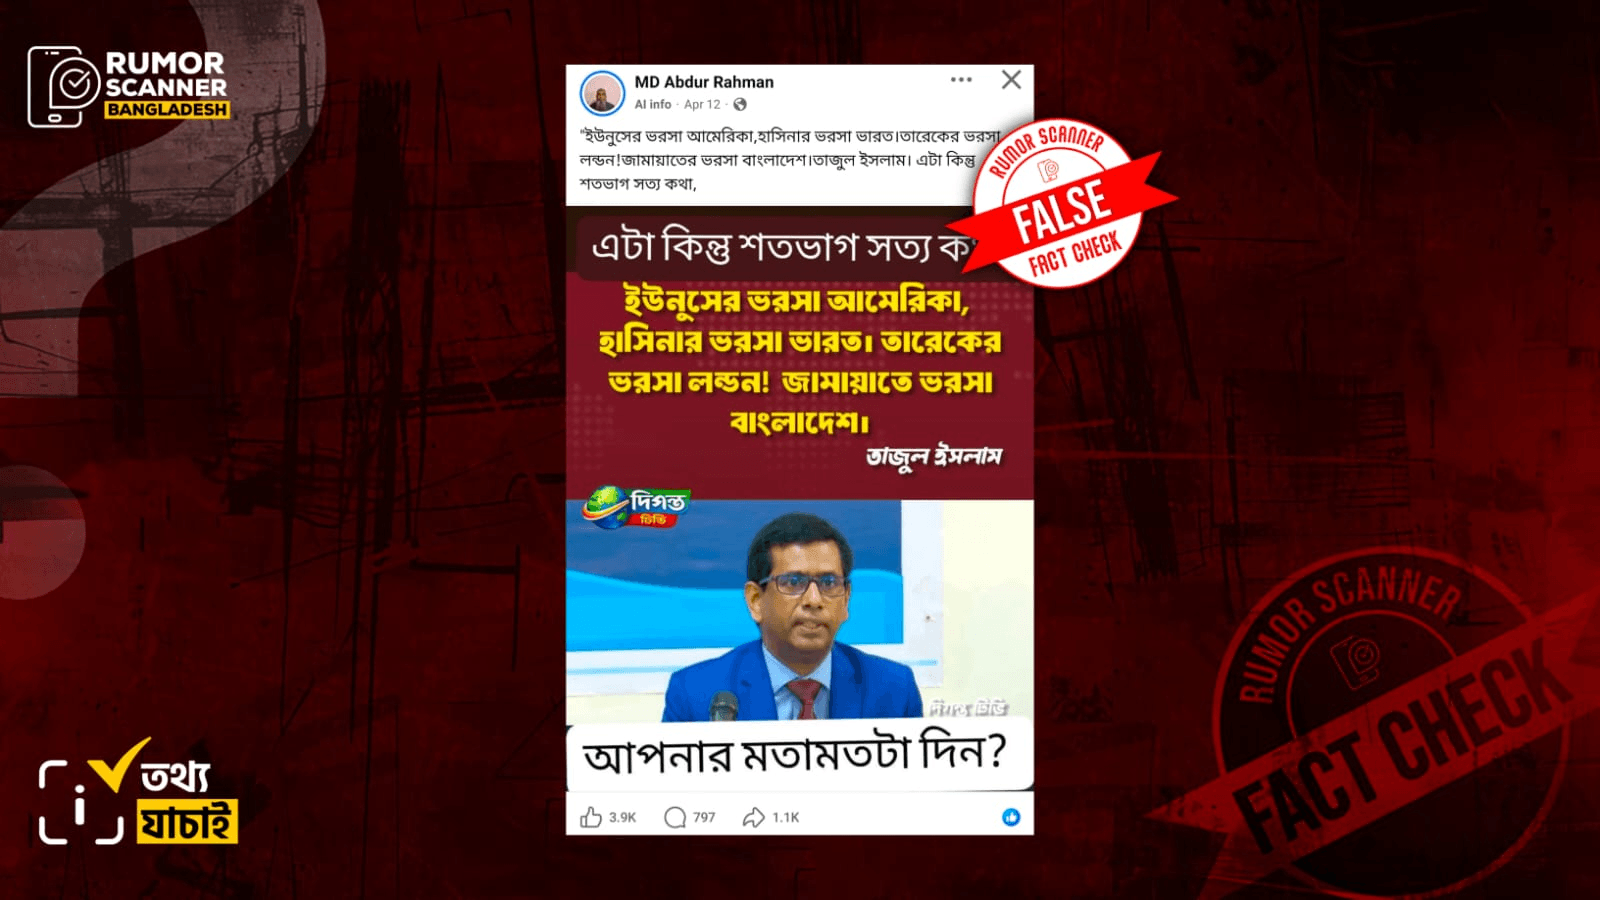 RUMOR
SCANNER
BANGLADESH
MD Abdur Rahman
AI info · Apr 12 ·
"ইউনুসের ভরসা আমেরিকা,হাসিনার ভরসা ভারত।তারেকের ভরসা
লন্ডন!জামায়াতের ভরসা বাংলাদেশ।তাজুল ইসলাম। এটা কিন্তু
শতভাগ সত্য কথা,
RUMOR SCANNER
FALSE
FACT CHECK
এটা কিন্তু শতভাগ সত্য
ইউনুসের ভরসা আমেরিকা,
হাসিনার ভরসা ভারত। তারেকের
ভরসা লন্ডন! জামায়াতে ভরসা
বাংলাদেশ।
তাজুল ইসলাম
দিগন্ত
টিভি
দিগন্ত টিভি
আপনার মতামতটা দিন?
3.9K 797 1.1K
তথ্য
যাচাই
RUMOR SCANNER
FACT CHECK